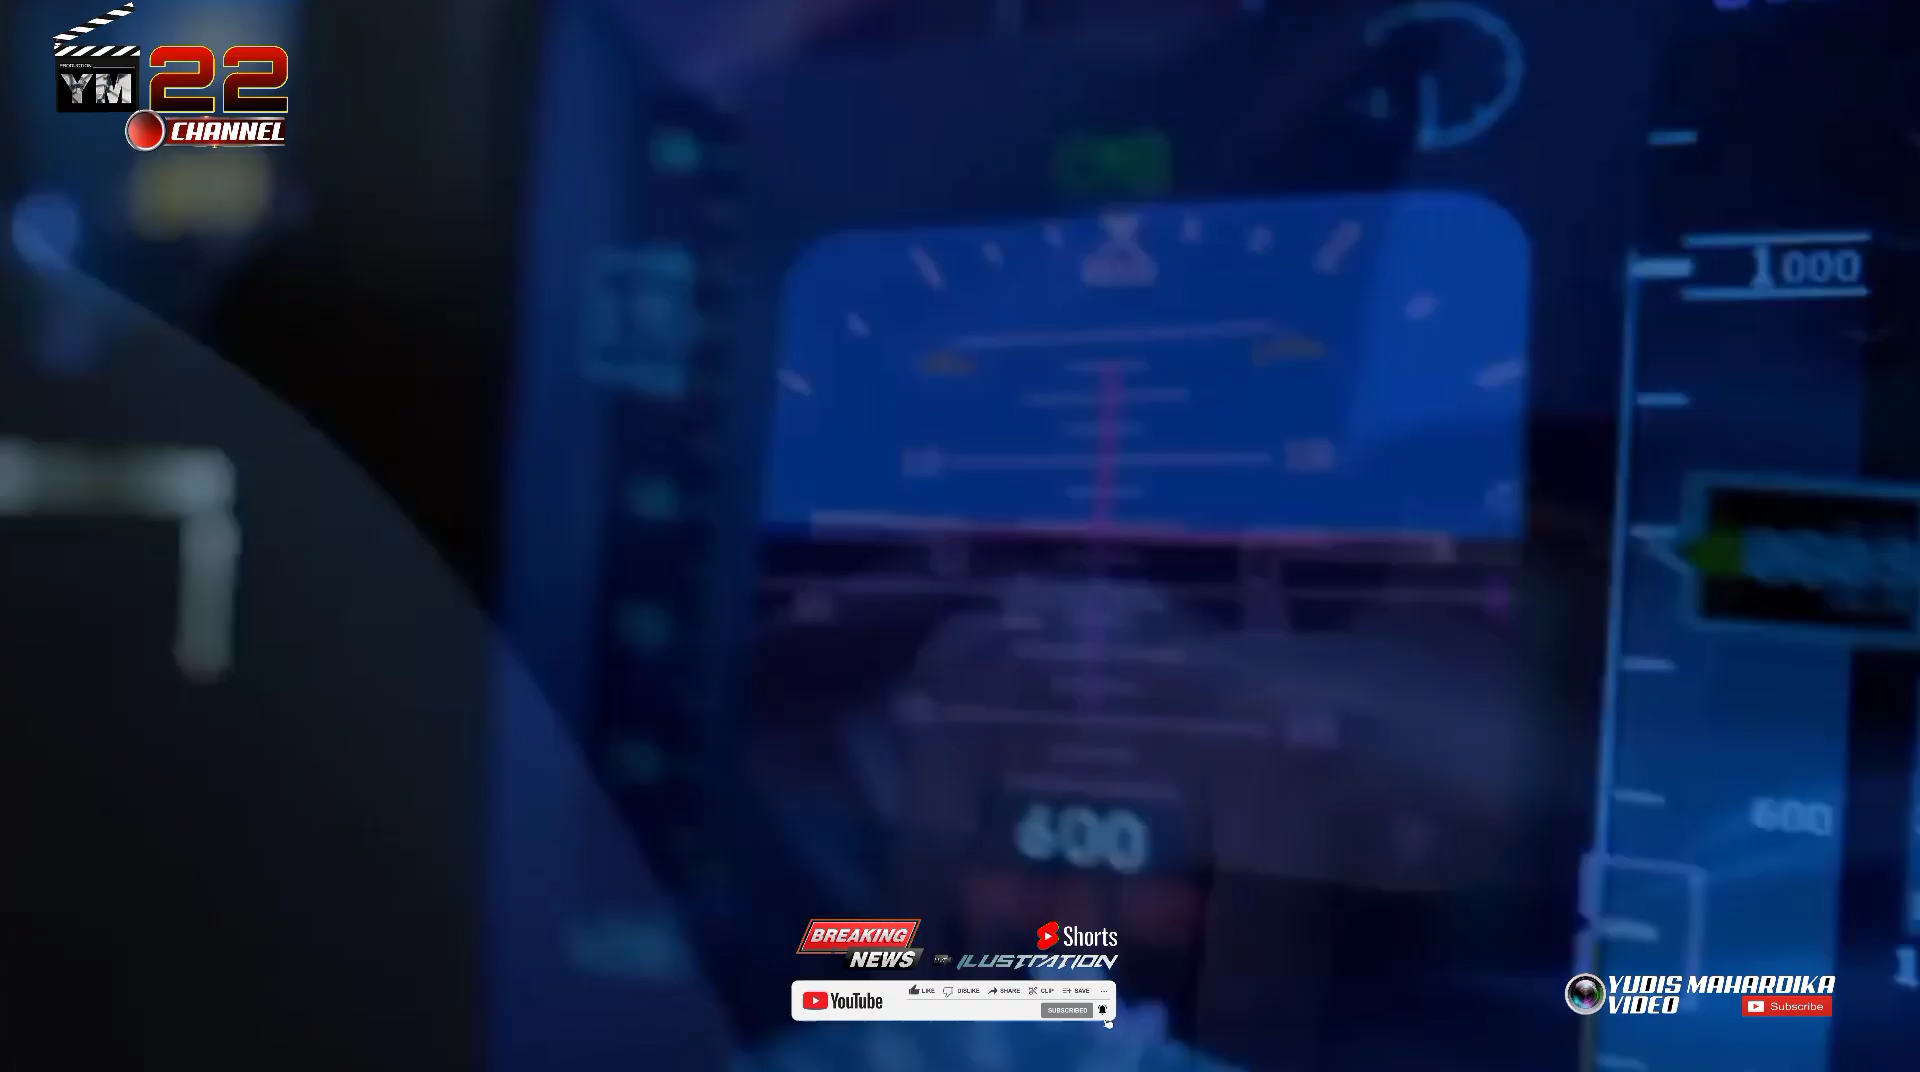 PRODUCTION
YM 22
CHANNEL
1000
600
600
BREAKING
NEWS
Shorts
ILUSTRATION
YouTube
LIKE DISLIKE SHARE CLIP SAVE
SUBSCRIBED
YUDIS MAHARDIKA
VIDEO
Subscribe